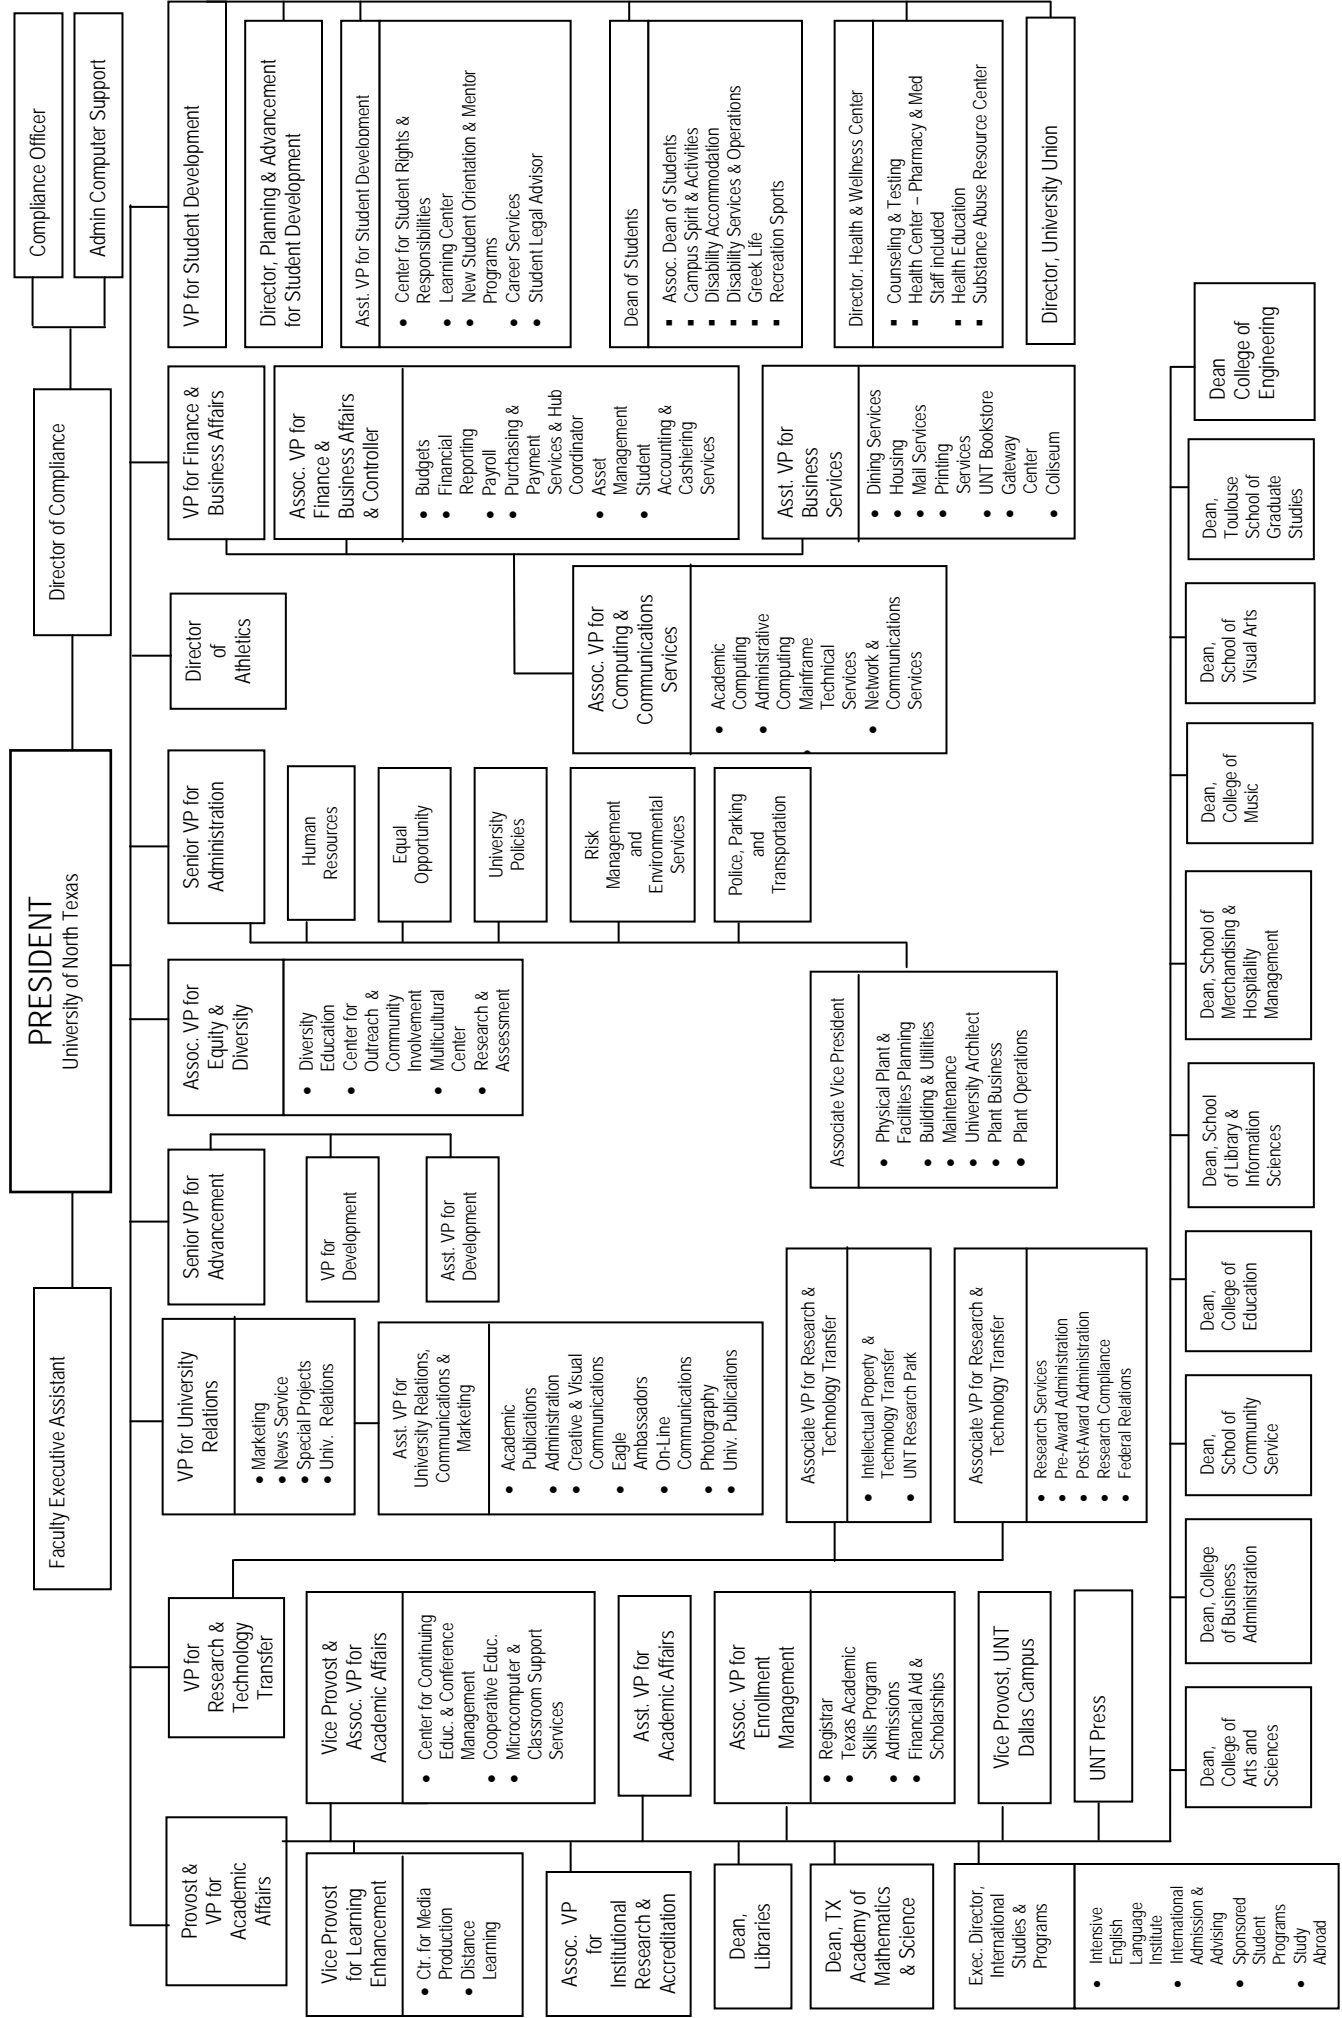 PRESIDENT
University of North Texas
Faculty Executive Assistant
Director of Compliance
Compliance Officer
Admin Computer Support
Provost &
VP for
Academic
Affairs
Vice Provost
for Learning
Enhancement
• Ctr. for Media
Production
• Distance
Learning
Assoc. VP
for
Institutional
Research &
Accreditation
Dean,
Libraries
Dean, TX
Academy of
Mathematics
& Science
Exec. Director,
International
Studies &
Programs
• Intensive
English
Language
Institute
• International
Admission &
Advising
• Sponsored
Student
Programs
• Study
Abroad
Vice Provost &
Assoc. VP for
Academic Affairs
• Center for Continuing
Educ. & Conference
Management
• Cooperative Educ.
• Microcomputer &
Classroom Support
Services
Asst. VP for
Academic Affairs
Assoc. VP for
Enrollment
Management
• Registrar
• Texas Academic
Skills Program
• Admissions
• Financial Aid &
Scholarships
Vice Provost, UNT
Dallas Campus
UNT Press
VP for
Research &
Technology
Transfer
Associate VP for Research &
Technology Transfer
• Intellectual Property &
Technology Transfer
• UNT Research Park
Associate VP for Research &
Technology Transfer
• Research Services
• Pre-Award Administration
• Post-Award Administration
• Research Compliance
• Federal Relations
VP for University
Relations
• Marketing
• News Service
• Special Projects
• Univ. Relations
Asst. VP for
University Relations,
Communications &
Marketing
• Academic
Publications
• Administration
• Creative & Visual
Communications
• Eagle
Ambassadors
• On-Line
Communications
• Photography
• Univ. Publications
Senior VP for
Advancement
VP for
Development
Asst. VP for
Development
Assoc. VP for
Equity &
Diversity
• Diversity
Education
• Center for
Outreach &
Community
Involvement
• Multicultural
Center
• Research &
Assessment
Senior VP for
Administration
Human
Resources
Equal
Opportunity
University
Policies
Risk
Management
and
Environmental
Services
Police, Parking
and
Transportation
Associate Vice President
• Physical Plant &
Facilities Planning
• Building & Utilities
• Maintenance
• University Architect
• Plant Business
• Plant Operations
Director
of
Athletics
VP for Finance &
Business Affairs
Assoc. VP for
Finance &
Business Affairs
& Controller
• Budgets
• Financial
Reporting
• Payroll
• Purchasing &
Payment
Services & Hub
Coordinator
• Asset
Management
• Student
Accounting &
Cashiering
Services
Asst. VP for
Business
Services
• Dining Services
• Housing
• Mail Services
• Printing
Services
• UNT Bookstore
• Gateway
Center
• Coliseum
Assoc. VP for
Computing &
Communications
Services
• Academic
Computing
• Administrative
Computing
• Mainframe
Technical
Services
• Network &
Communications
Services
VP for Student Development
Director, Planning & Advancement
for Student Development
Asst. VP for Student Development
• Center for Student Rights &
Responsibilities
• Learning Center
• New Student Orientation & Mentor
Programs
• Career Services
• Student Legal Advisor
Dean of Students
▪ Assoc. Dean of Students
▪ Campus Spirit & Activities
▪ Disability Accommodation
▪ Disability Services & Operations
▪ Greek Life
▪ Recreation Sports
Director, Health & Wellness Center
▪ Counseling & Testing
▪ Health Center – Pharmacy & Med
Staff included
▪ Health Education
▪ Substance Abuse Resource Center
Director, University Union
Dean,
College of
Arts and
Sciences
Dean, College
of Business
Administration
Dean,
School of
Community
Service
Dean,
College of
Education
Dean, School
of Library &
Information
Sciences
Dean, School of
Merchandising &
Hospitality
Management
Dean,
College of
Music
Dean,
School of
Visual Arts
Dean,
Toulouse
School of
Graduate
Studies
Dean
College of
Engineering